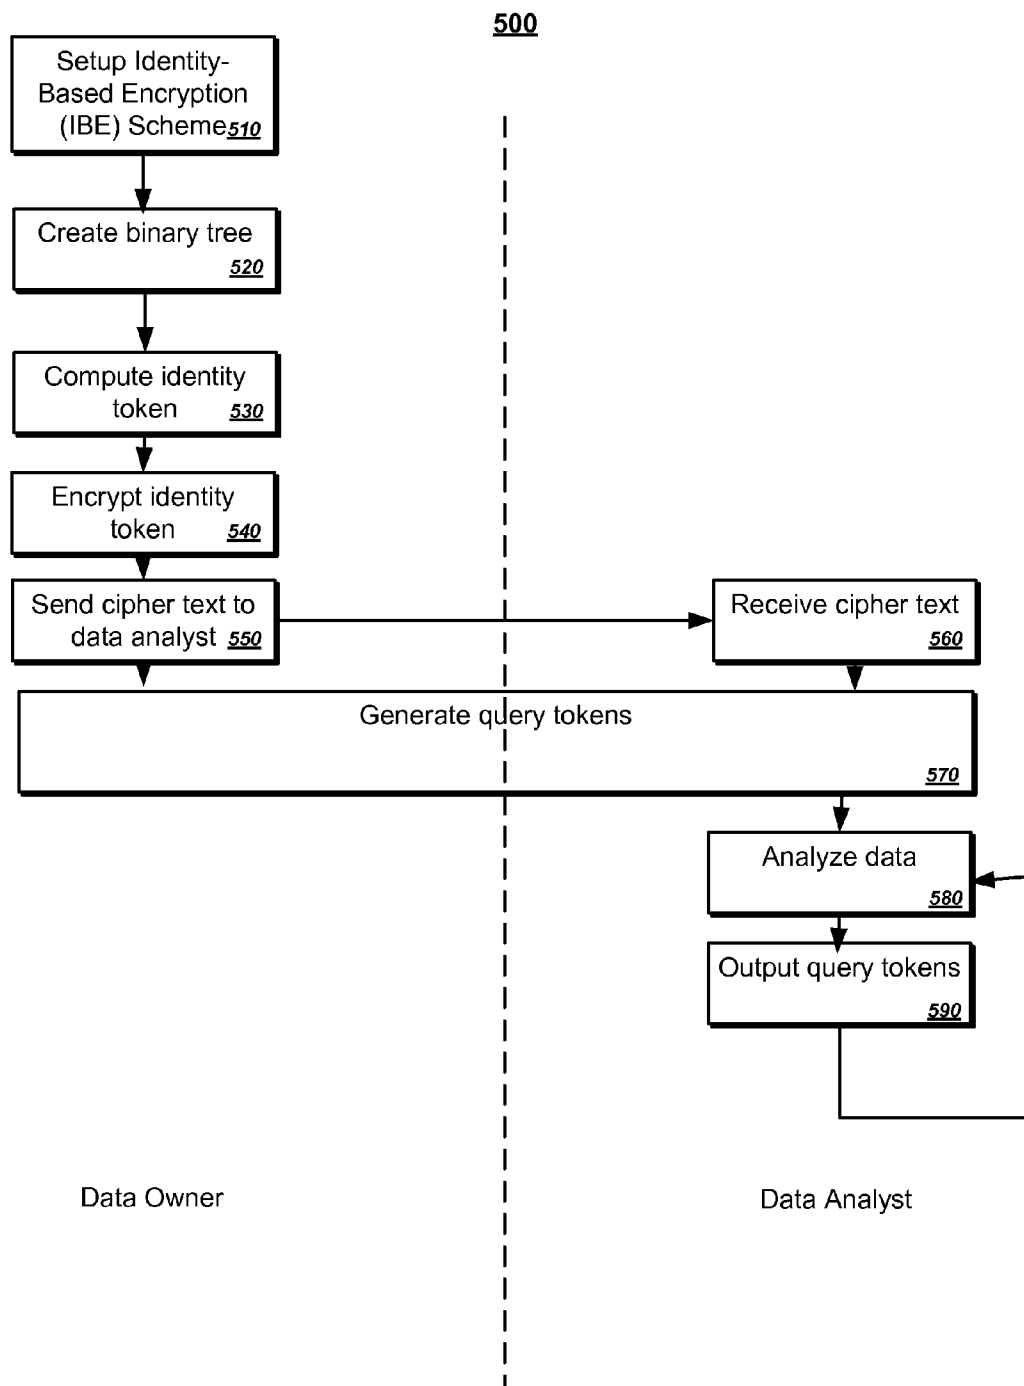 500
Setup Identity-
Based Encryption
(IBE) Scheme 510
Create binary tree
520
Compute identity
token 530
Encrypt identity
token 540
Send cipher text to
data analyst 550
Receive cipher text
560
Generate query tokens
570
Analyze data
580
Output query tokens
590
Data Owner
Data Analyst